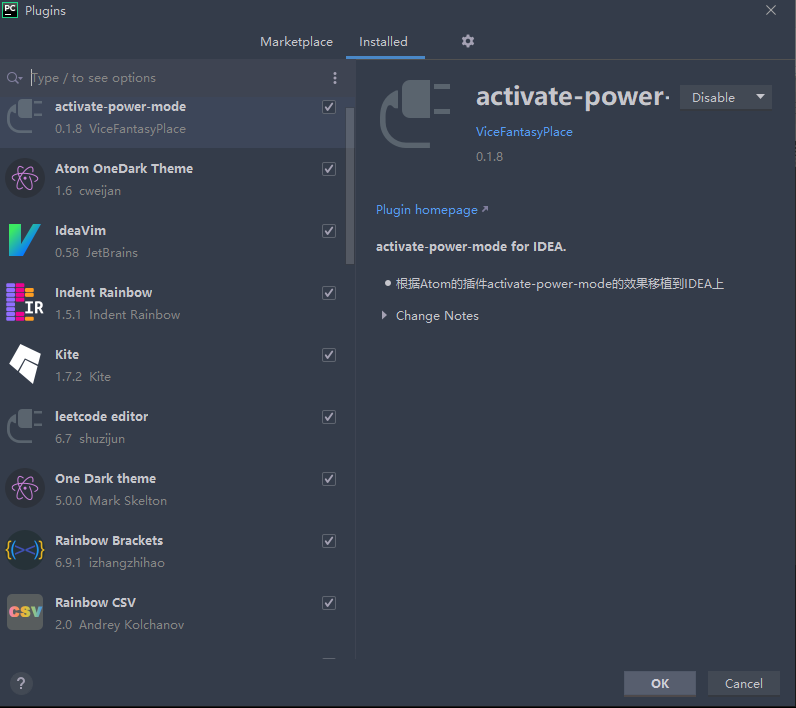 PC
Plugins
Marketplace
Installed
Type / to see options
activate-power-mode
0.1.8 ViceFantasyPlace
Atom OneDark Theme
1.6 cweijan
IdeaVim
0.58 JetBrains
Indent Rainbow
IR
1.5.1 Indent Rainbow
Kite
1.7.2 Kite
leetcode editor
6.7 shuzijun
One Dark theme
5.0.0 Mark Skelton
Rainbow Brackets
6.9.1 izhangzhihao
Rainbow CSV
CSV
2.0 Andrey Kolchanov
activate-power-
Disable
ViceFantasyPlace
0.1.8
Plugin homepage ↗
activate-power-mode for IDEA.
● 根据Atom的插件activate-power-mode的效果移植到IDEA上
Change Notes
?
OK
Cancel